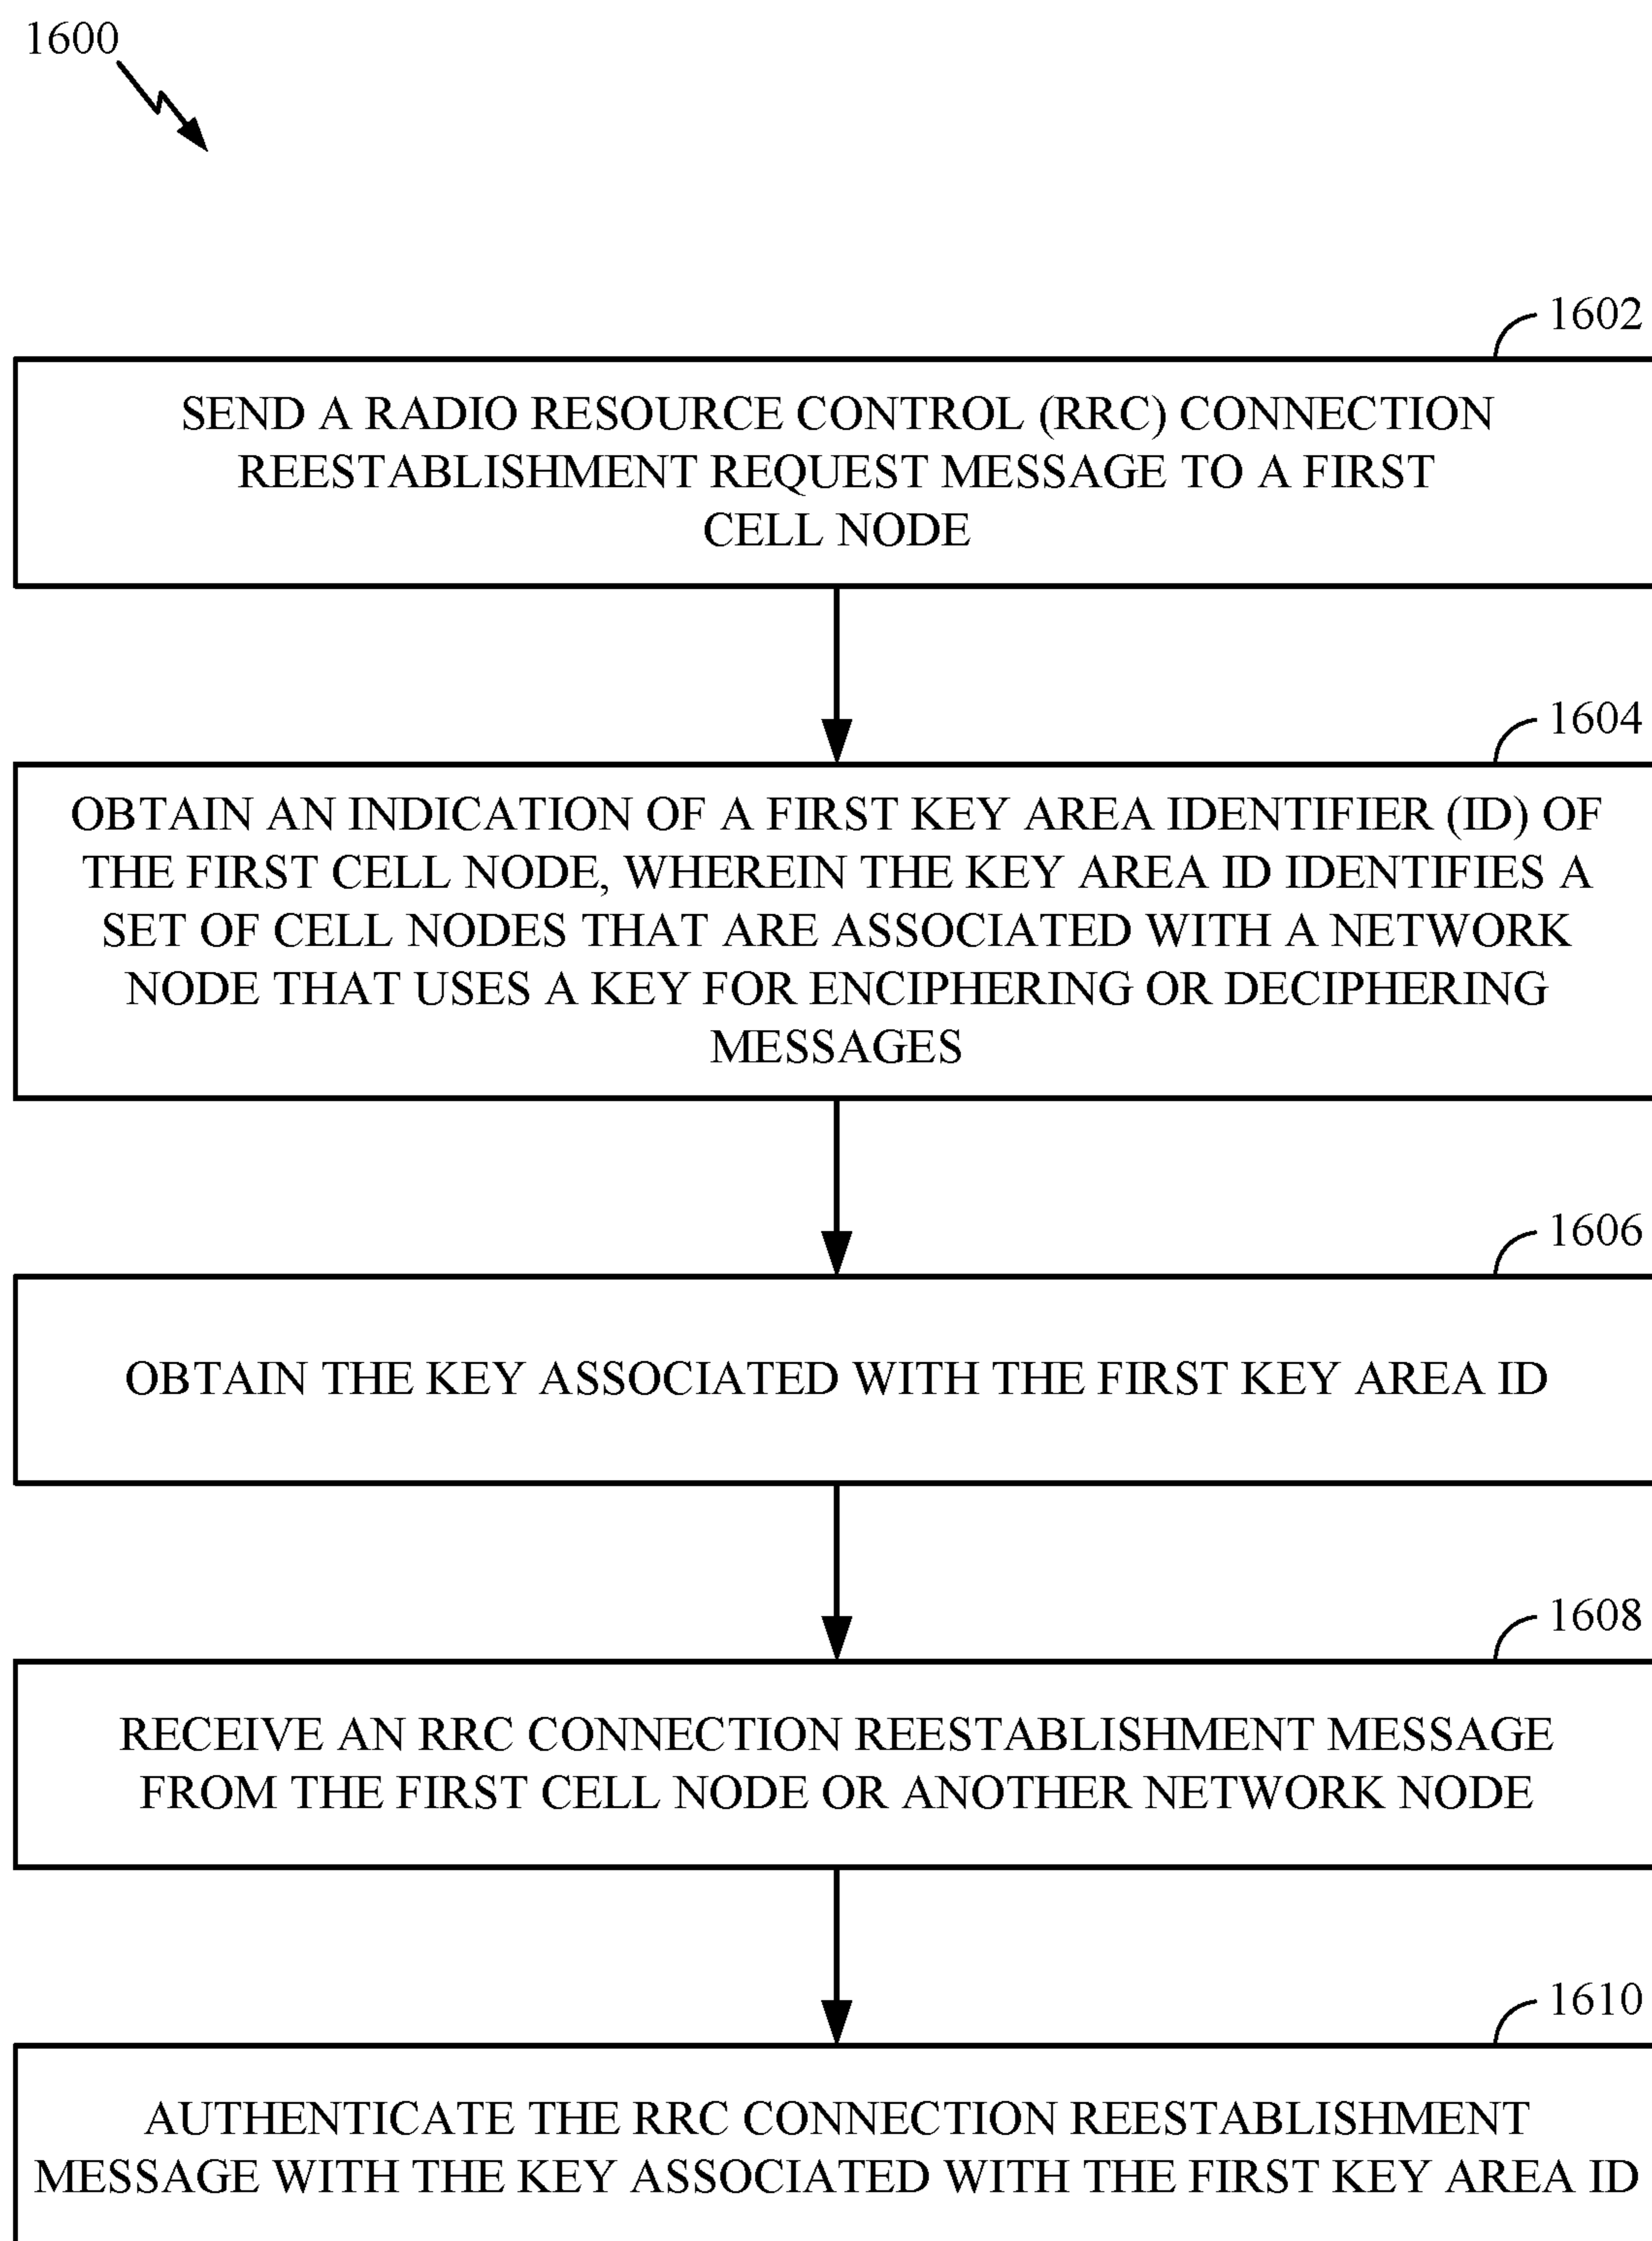 1600
1602
SEND A RADIO RESOURCE CONTROL (RRC) CONNECTION
REESTABLISHMENT REQUEST MESSAGE TO A FIRST
CELL NODE
1604
OBTAIN AN INDICATION OF A FIRST KEY AREA IDENTIFIER (ID) OF
THE FIRST CELL NODE, WHEREIN THE KEY AREA ID IDENTIFIES A
SET OF CELL NODES THAT ARE ASSOCIATED WITH A NETWORK
NODE THAT USES A KEY FOR ENCIPHERING OR DECIPHERING
MESSAGES
1606
OBTAIN THE KEY ASSOCIATED WITH THE FIRST KEY AREA ID
1608
RECEIVE AN RRC CONNECTION REESTABLISHMENT MESSAGE
FROM THE FIRST CELL NODE OR ANOTHER NETWORK NODE
1610
AUTHENTICATE THE RRC CONNECTION REESTABLISHMENT
MESSAGE WITH THE KEY ASSOCIATED WITH THE FIRST KEY AREA ID